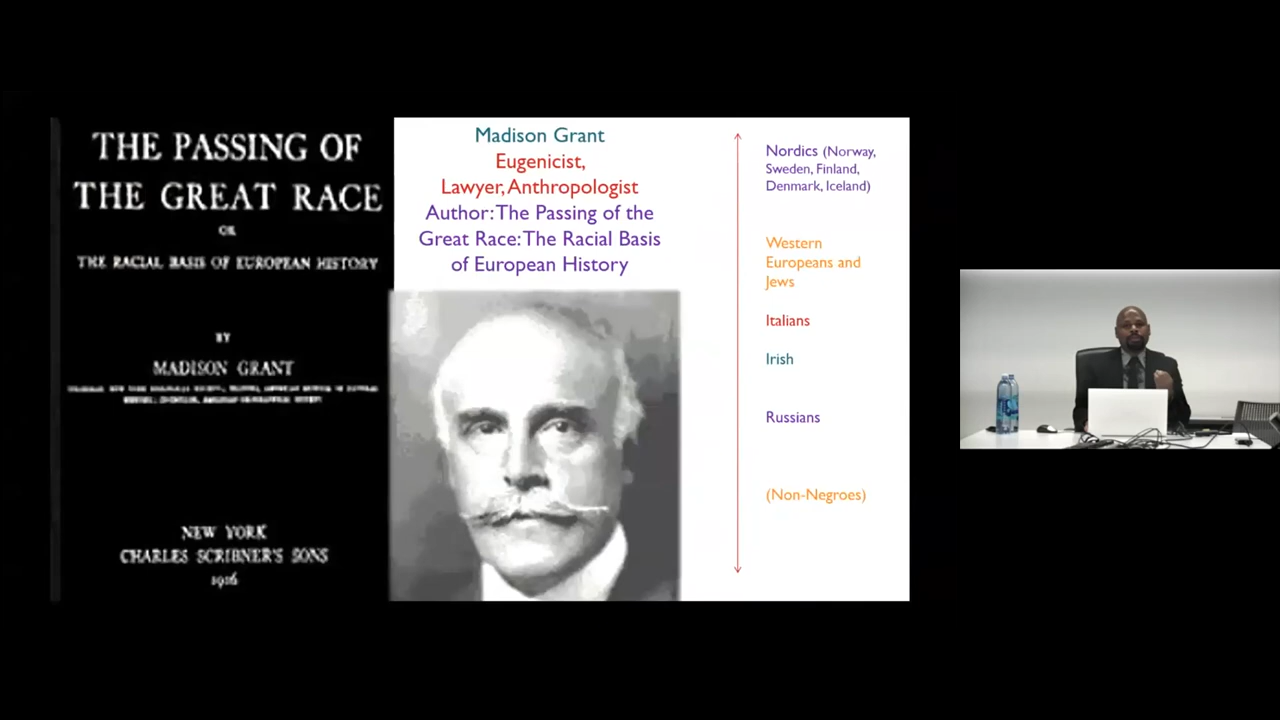 THE PASSING OF
THE GREAT RACE
OR
THE RACIAL BASIS OF EUROPEAN HISTORY
BY
MADISON GRANT
NEW YORK
CHARLES SCRIBNER'S SONS
1916
Madison Grant
Eugenicist,
Lawyer, Anthropologist
Author: The Passing of the
Great Race: The Racial Basis
of European History
Nordics (Norway,
Sweden, Finland,
Denmark, Iceland)
Western
Europeans and
Jews
Italians
Irish
Russians
(Non-Negroes)